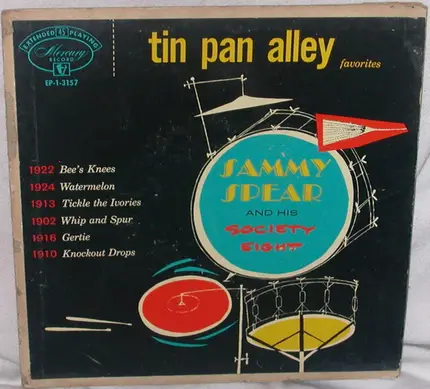 EXTENDED 45 PLAYING
Mercury
RECORD
EP-1-3157
tin pan alley
favorites
1922 Bee's Knees
1924 Watermelon
1913 Tickle the Ivories
1902 Whip and Spur
1916 Gertie
1910 Knockout Drops
SAMMY
SPEAR
AND HIS
SOCIETY
EIGHT